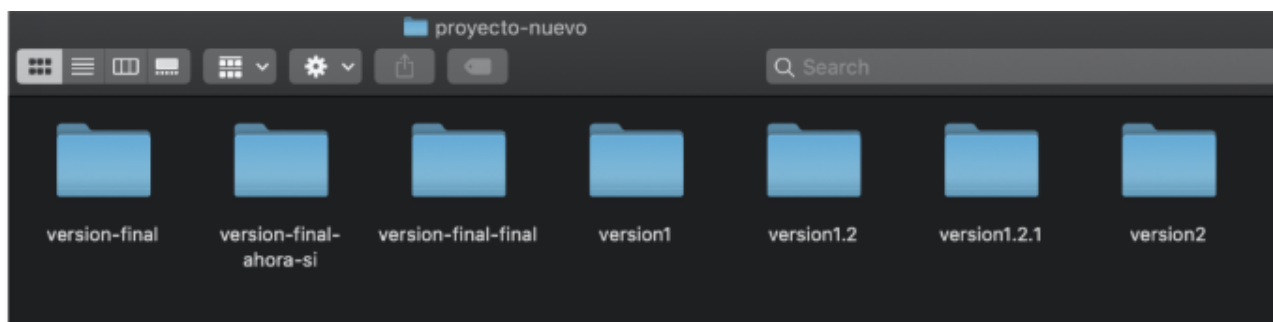 proyecto-nuevo
Search
version-final
version-final-
ahora-si
version-final-final
version1
version1.2
version1.2.1
version2